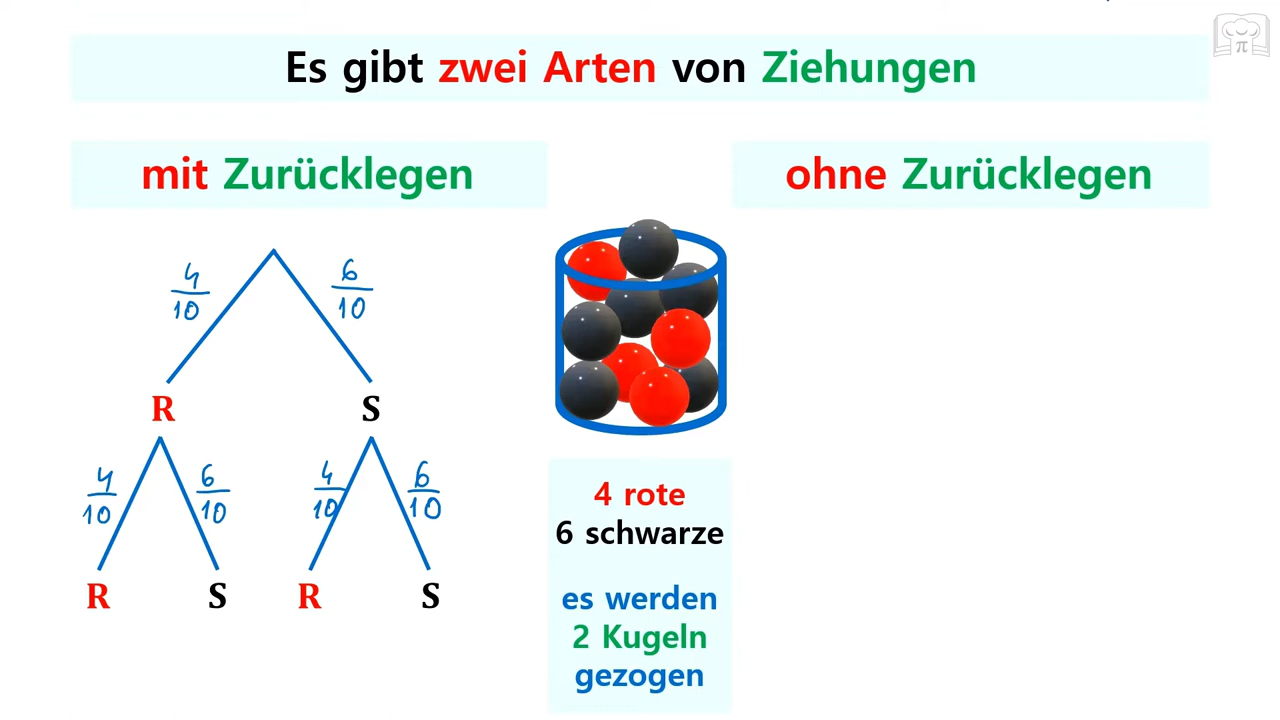 Es gibt zwei Arten von Ziehungen
mit Zurücklegen
ohne Zurücklegen
4/10
6/10
R
S
4/10
6/10
4/10
6/10
R
S
R
S
4 rote
6 schwarze
es werden
2 Kugeln
gezogen
π